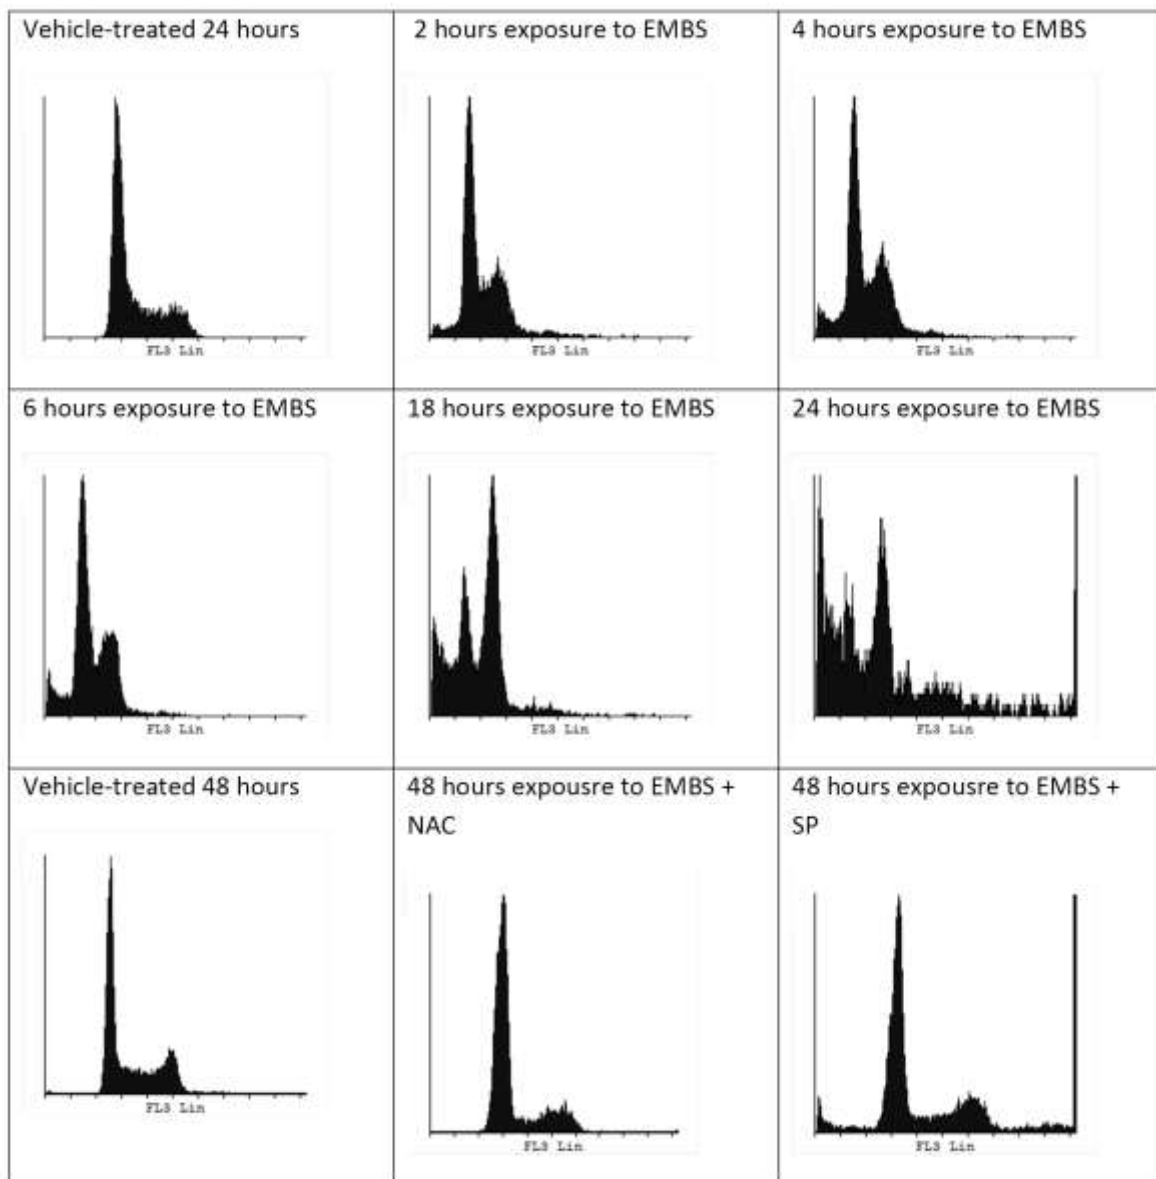 Vehicle-treated 24 hours
2 hours exposure to EMBS
4 hours exposure to EMBS
FL3 Lin
FL3 Lin
FL3 Lin
6 hours exposure to EMBS
18 hours exposure to EMBS
24 hours exposure to EMBS
FL3 Lin
FL3 Lin
FL3 Lin
Vehicle-treated 48 hours
48 hours expousre to EMBS +
NAC
48 hours expousre to EMBS +
SP
FL3 Lin
FL3 Lin
FL3 Lin